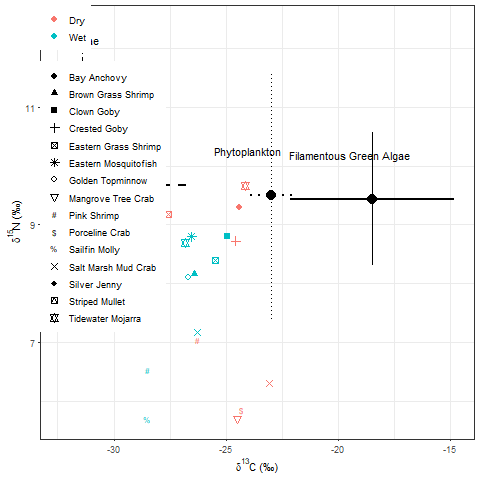 Dry
Wet
ne
Bay Anchovy
Brown Grass Shrimp
Clown Goby
Crested Goby
Eastern Grass Shrimp
Eastern Mosquitofish
Golden Topminnow
Mangrove Tree Crab
# Pink Shrimp
$ Porceline Crab
% Sailfin Molly
Salt Marsh Mud Crab
Silver Jenny
Striped Mullet
Tidewater Mojarra
Phytoplankton
Filamentous Green Algae
#
#
$
%
11
9
7
δ15N (‰)
-30
-25
-20
-15
δ13C (‰)